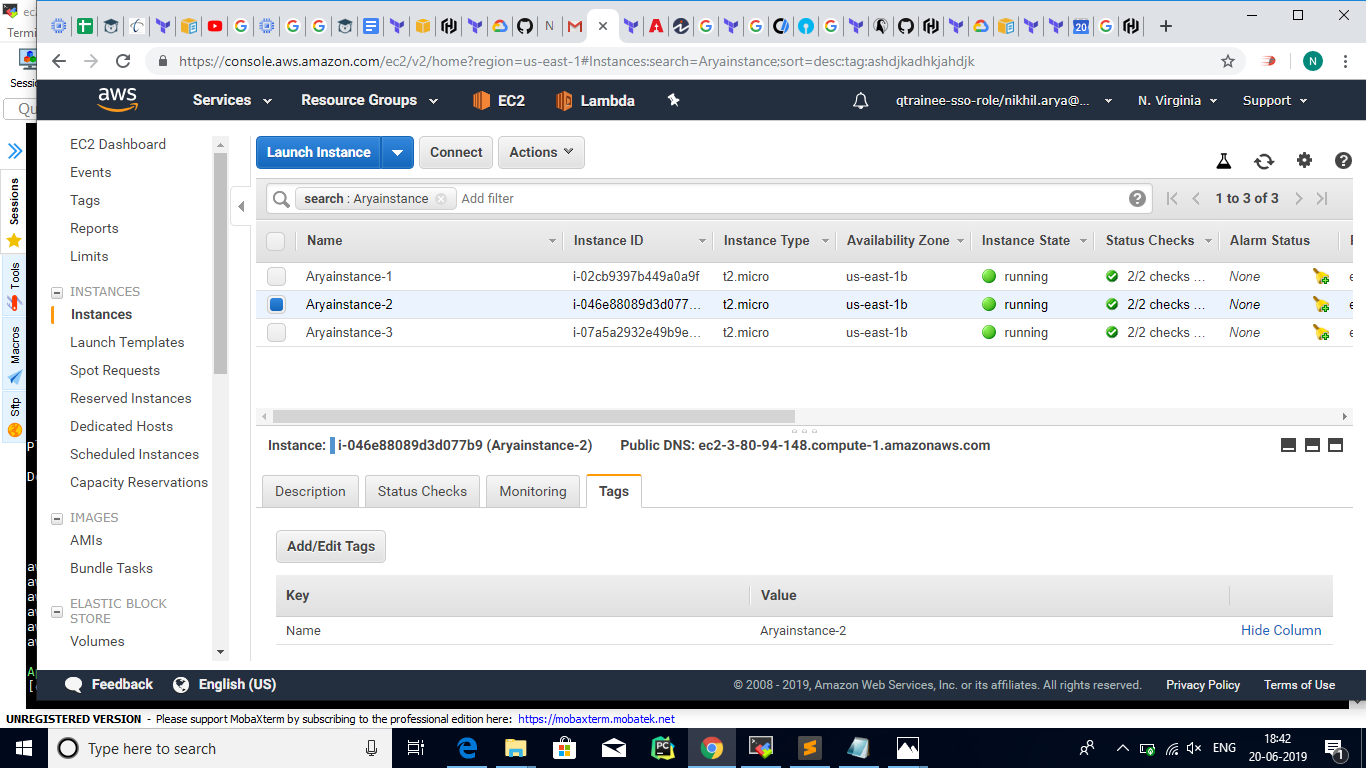 Termi
Sessi
Qu
Sessions
Tools
Macros
Sftp
https://console.aws.amazon.com/ec2/v2/home?region=us-east-1#Instances:search=Aryainstance;sort=desc:tag:ashdjkadhkjahdjk
N
aws
Services
Resource Groups
EC2
Lambda
qtrainee-sso-role/nikhil.arya@...
N. Virginia
Support
EC2 Dashboard
Events
Tags
Reports
Limits
INSTANCES
Instances
Launch Templates
Spot Requests
Reserved Instances
Dedicated Hosts
Scheduled Instances
Capacity Reservations
IMAGES
AMIs
Bundle Tasks
ELASTIC BLOCK
STORE
Volumes
Launch Instance
Connect
Actions
search : Aryainstance
Add filter
1 to 3 of 3
Name Instance ID Instance Type Availability Zone Instance State Status Checks Alarm Status
Aryainstance-1 i-02cb9397b449a0a9f t2.micro us-east-1b running 2/2 checks ... None
Aryainstance-2 i-046e88089d3d077... t2.micro us-east-1b running 2/2 checks ... None
Aryainstance-3 i-07a5a2932e49b9e... t2.micro us-east-1b running 2/2 checks ... None
Instance: i-046e88089d3d077b9 (Aryainstance-2) Public DNS: ec2-3-80-94-148.compute-1.amazonaws.com
Description
Status Checks
Monitoring
Tags
Add/Edit Tags
Key Value
Name Aryainstance-2 Hide Column
Feedback
English (US)
© 2008 - 2019, Amazon Web Services, Inc. or its affiliates. All rights reserved.
Privacy Policy
Terms of Use
UNREGISTERED VERSION - Please support MobaXterm by subscribing to the professional edition here: https://mobaxterm.mobatek.net
Type here to search
ENG
18:42
20-06-2019
1